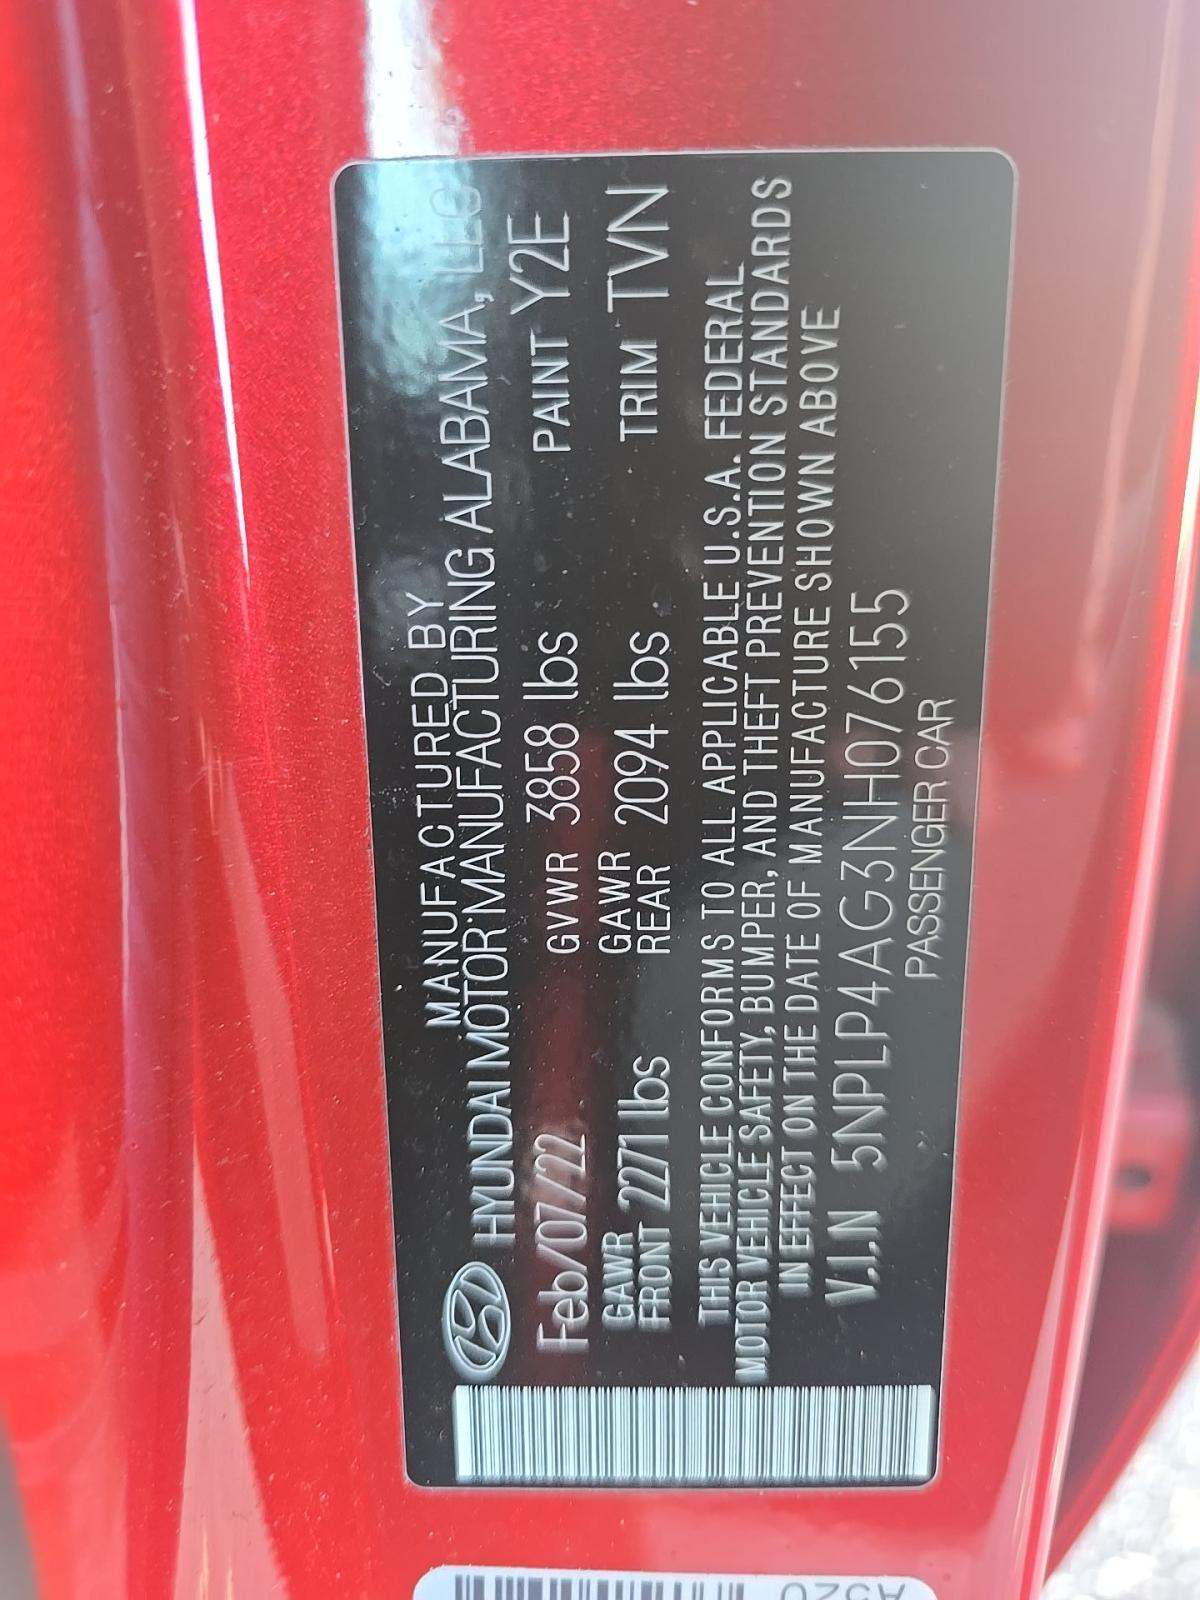 MANUFACTURED BY
HYUNDAI MOTOR MANUFACTURING ALABAMA, LLC
Feb/07/22 GVWR 3858 lbs PAINT Y2E
GAWR FRONT 2271 lbs GAWR REAR 2094 lbs TRIM TVN
THIS VEHICLE CONFORMS TO ALL APPLICABLE U.S.A. FEDERAL
MOTOR VEHICLE SAFETY, BUMPER, AND THEFT PREVENTION STANDARDS
IN EFFECT ON THE DATE OF MANUFACTURE SHOWN ABOVE
V.I.N 5NPLP4AG3NH076155
PASSENGER CAR